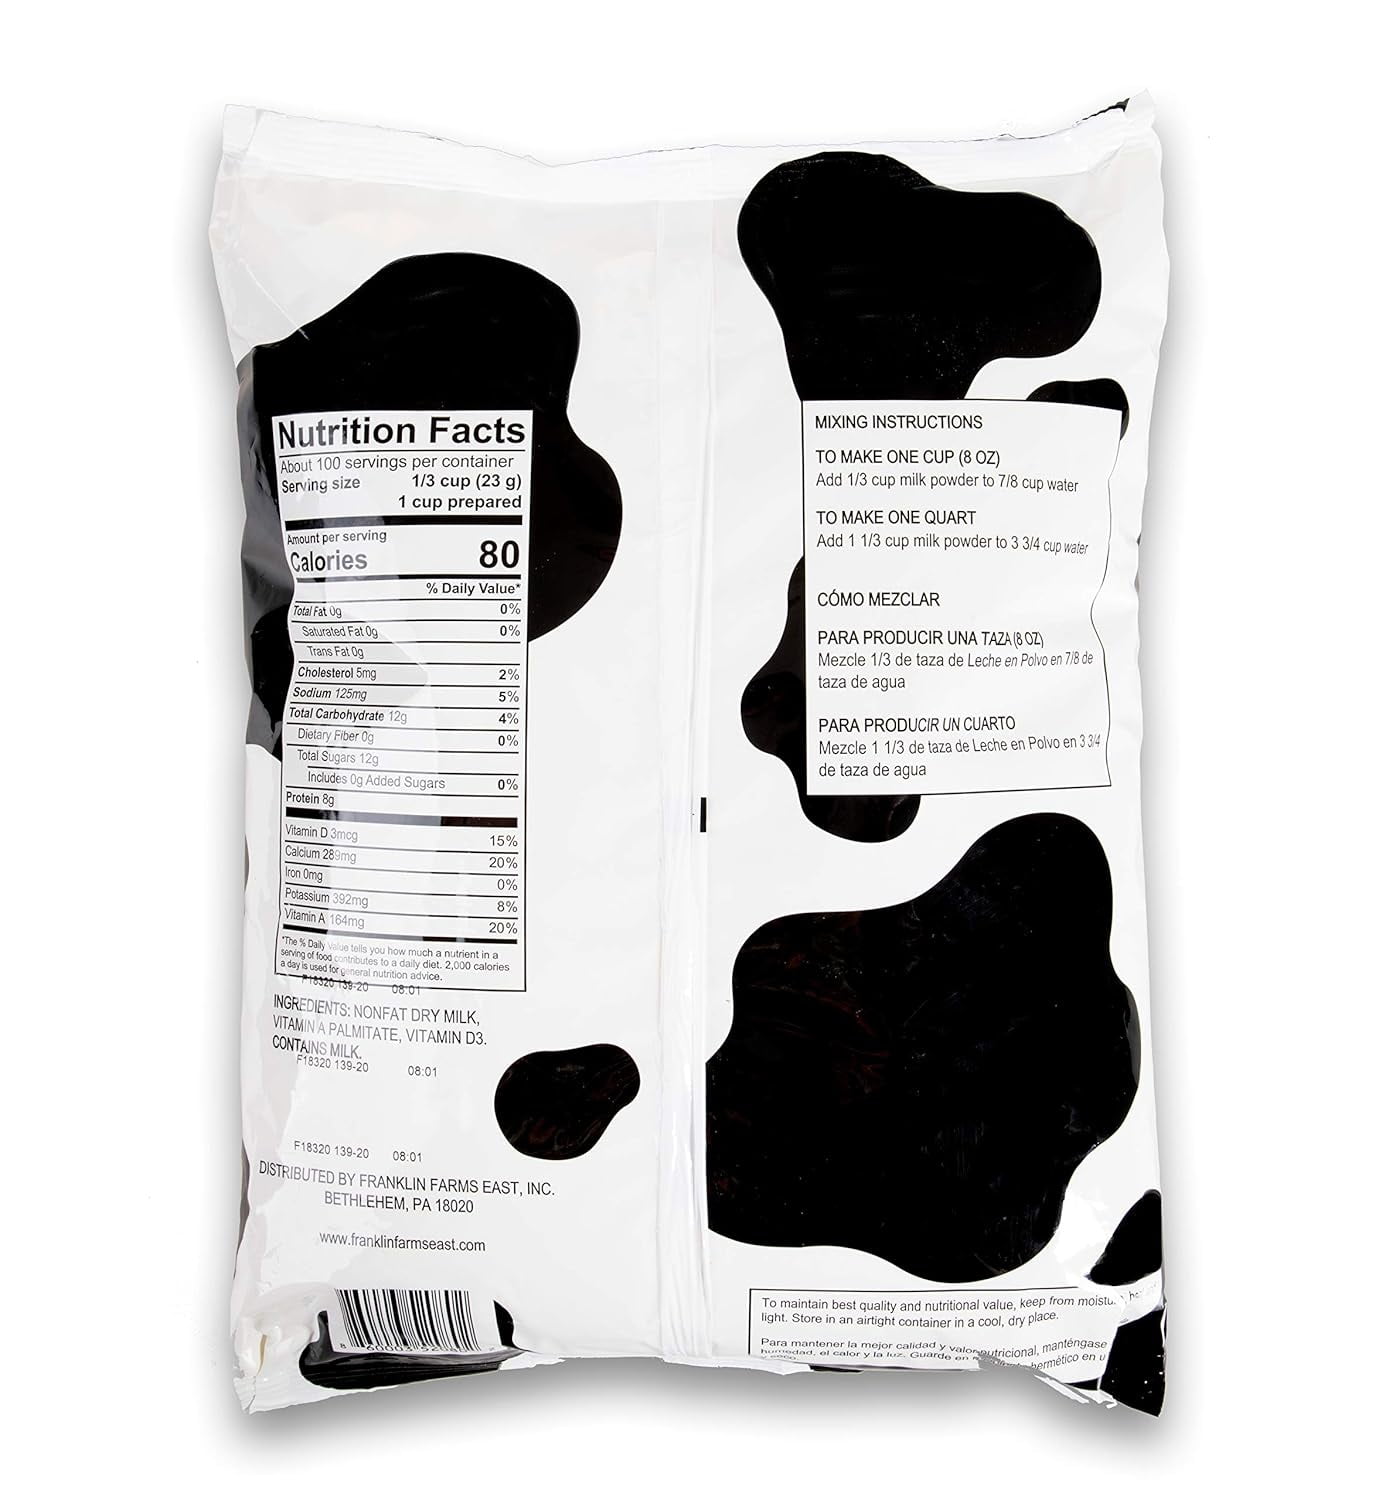 Nutrition Facts
About 100 servings per container
Serving size 1/3 cup (23 g)
1 cup prepared
Amount per serving
Calories 80
% Daily Value*
Total Fat 0g 0%
Saturated Fat 0g 0%
Trans Fat 0g
Cholesterol 5mg 2%
Sodium 125mg 5%
Total Carbohydrate 12g 4%
Dietary Fiber 0g 0%
Total Sugars 12g
Includes 0g Added Sugars 0%
Protein 8g
Vitamin D 3mcg 15%
Calcium 289mg 20%
Iron 0mg 0%
Potassium 392mg 8%
Vitamin A 164mg 20%
*The % Daily Value tells you how much a nutrient in a
serving of food contributes to a daily diet. 2,000 calories
a day is used for general nutrition advice.
F18320 139-20 08:01
INGREDIENTS: NONFAT DRY MILK,
VITAMIN A PALMITATE, VITAMIN D3.
CONTAINS MILK.
F18320 139-20 08:01
F18320 139-20 08:01
DISTRIBUTED BY FRANKLIN FARMS EAST, INC.
BETHLEHEM, PA 18020
www.franklinfarmseast.com
MIXING INSTRUCTIONS
TO MAKE ONE CUP (8 OZ)
Add 1/3 cup milk powder to 7/8 cup water
TO MAKE ONE QUART
Add 1 1/3 cup milk powder to 3 3/4 cup water
CÓMO MEZCLAR
PARA PRODUCIR UNA TAZA (8 OZ)
Mezcle 1/3 de taza de Leche en Polvo en 7/8 de
taza de agua
PARA PRODUCIR UN CUARTO
Mezcle 1 1/3 de taza de Leche en Polvo en 3 3/4
de taza de agua
To maintain best quality and nutritional value, keep from
light. Store in an airtight container in a cool, dry place.
Para mantener la mejor calidad y valor nutricional, manténgase
humedad, el calor y la luz. Guarde en hermético en